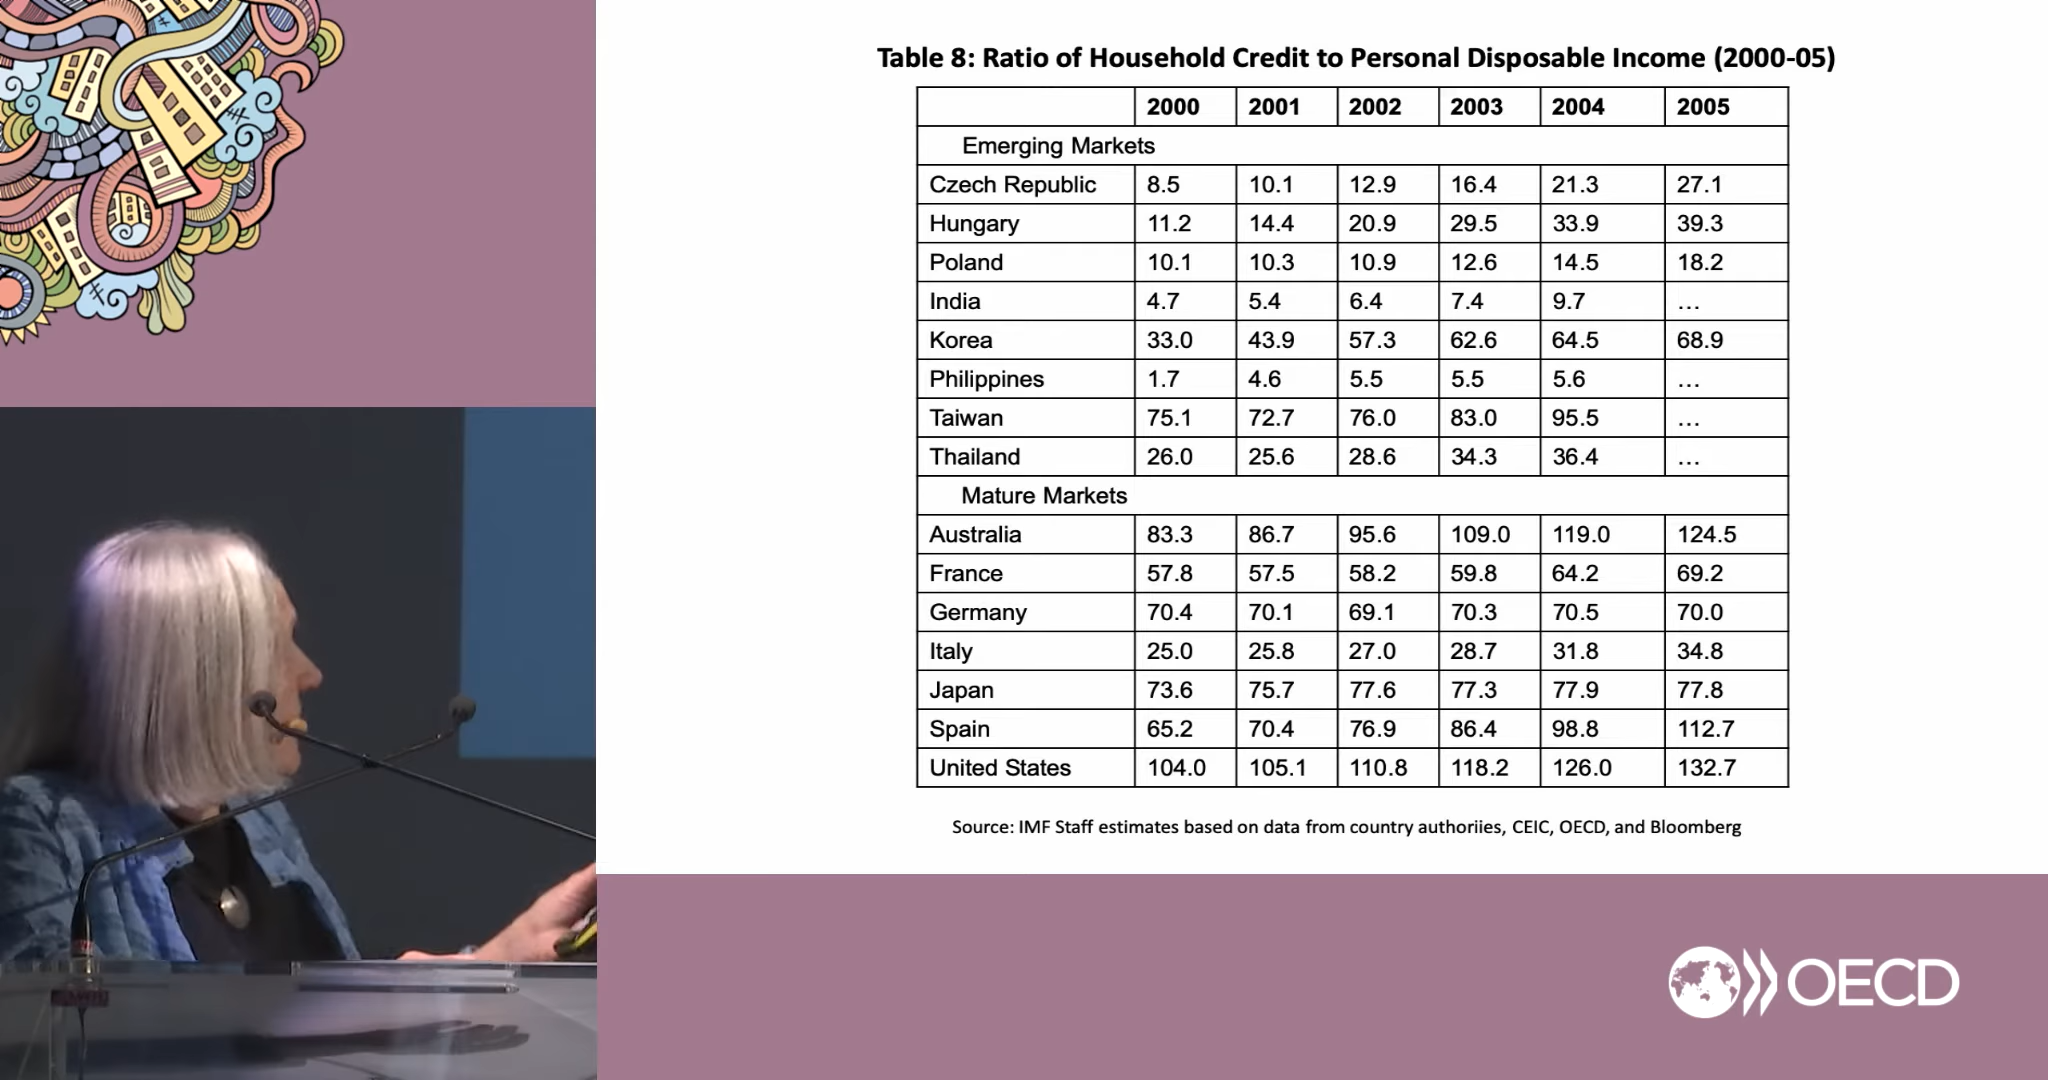 Table 8: Ratio of Household Credit to Personal Disposable Income (2000-05)
2000 2001 2002 2003 2004 2005
Emerging Markets
Czech Republic 8.5 10.1 12.9 16.4 21.3 27.1
Hungary 11.2 14.4 20.9 29.5 33.9 39.3
Poland 10.1 10.3 10.9 12.6 14.5 18.2
India 4.7 5.4 6.4 7.4 9.7 ...
Korea 33.0 43.9 57.3 62.6 64.5 68.9
Philippines 1.7 4.6 5.5 5.5 5.6 ...
Taiwan 75.1 72.7 76.0 83.0 95.5 ...
Thailand 26.0 25.6 28.6 34.3 36.4 ...
Mature Markets
Australia 83.3 86.7 95.6 109.0 119.0 124.5
France 57.8 57.5 58.2 59.8 64.2 69.2
Germany 70.4 70.1 69.1 70.3 70.5 70.0
Italy 25.0 25.8 27.0 28.7 31.8 34.8
Japan 73.6 75.7 77.6 77.3 77.9 77.8
Spain 65.2 70.4 76.9 86.4 98.8 112.7
United States 104.0 105.1 110.8 118.2 126.0 132.7
Source: IMF Staff estimates based on data from country authoriies, CEIC, OECD, and Bloomberg
OECD